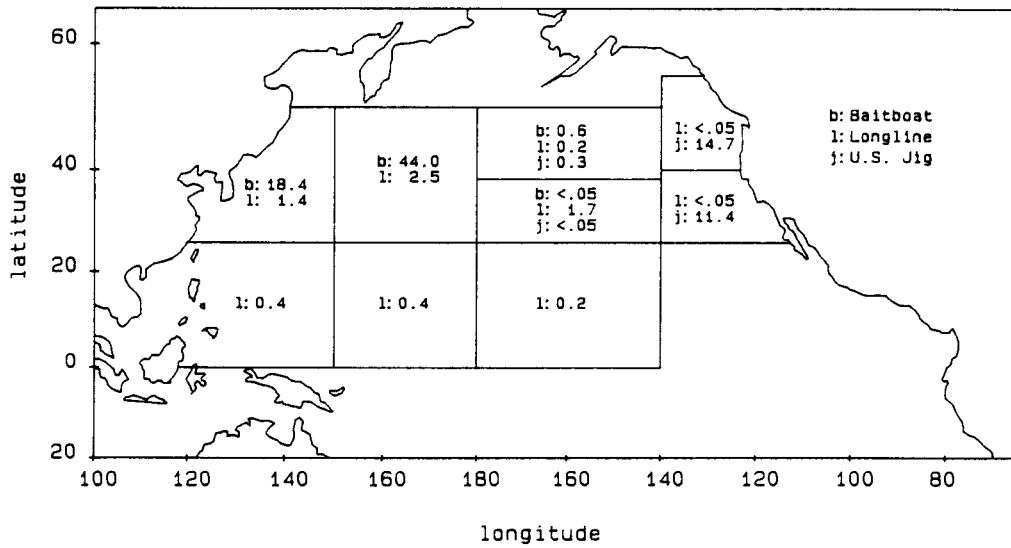 60
40
20
0
20
latitude
b: 18.4
l: 1.4
b: 44.0
l: 2.5
b: 0.6
l: 0.2
j: 0.3
b: <.05
l: 1.7
j: <.05
l: <.05
j: 14.7
l: <.05
j: 11.4
b: Baitboat
l: Longline
j: U.S. Jig
l: 0.4
l: 0.4
l: 0.2
100 120 140 160 180 160 140 120 100 80
longitude